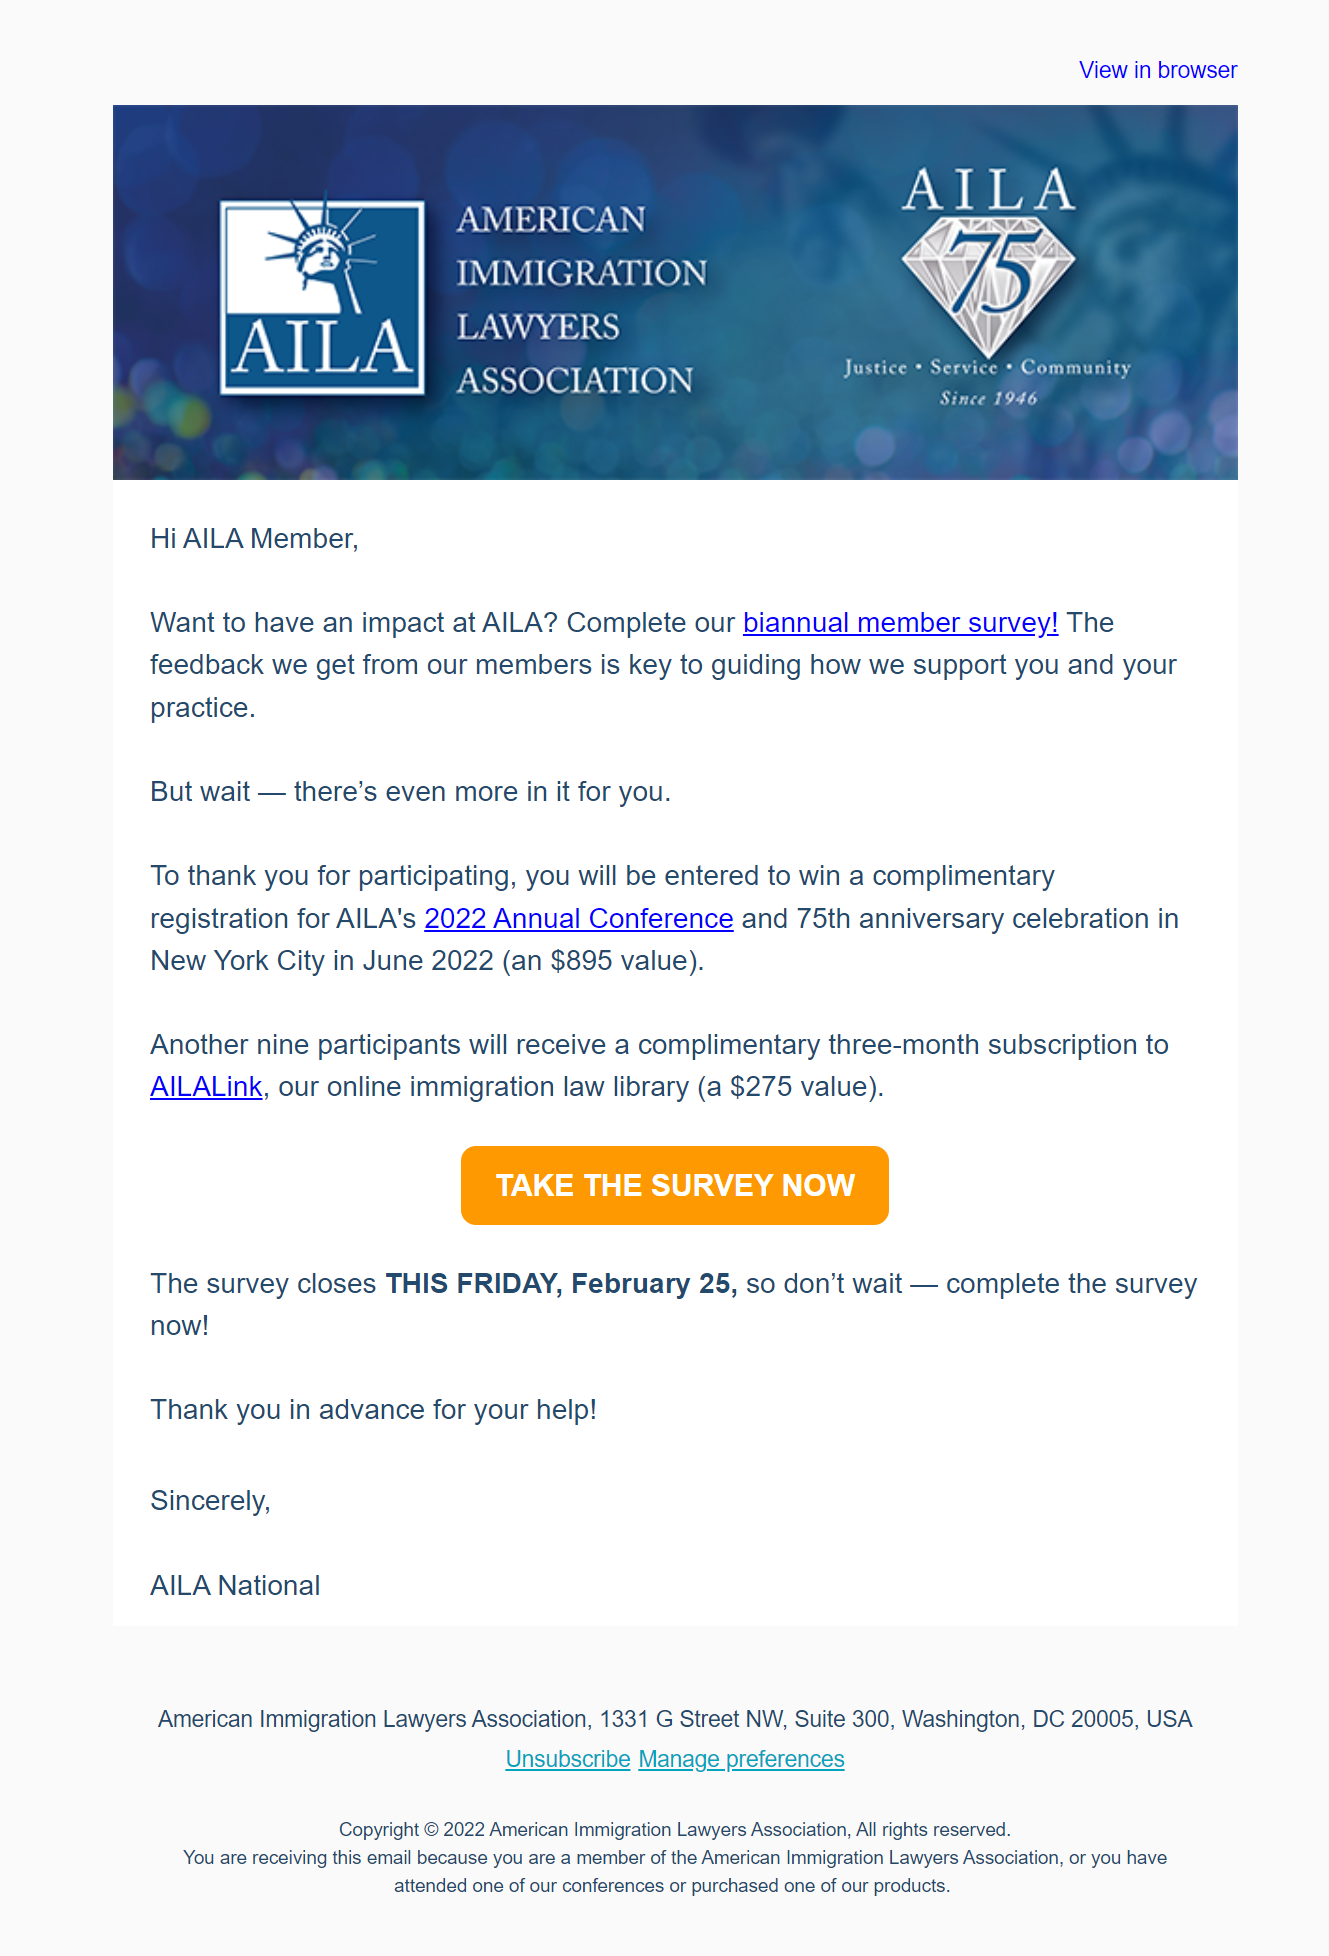 View in browser
AILA
AMERICAN
IMMIGRATION
LAWYERS
ASSOCIATION
AILA
75
Justice • Service • Community
Since 1946
Hi AILA Member,
Want to have an impact at AILA? Complete our biannual member survey! The
feedback we get from our members is key to guiding how we support you and your
practice.
But wait — there’s even more in it for you.
To thank you for participating, you will be entered to win a complimentary
registration for AILA's 2022 Annual Conference and 75th anniversary celebration in
New York City in June 2022 (an $895 value).
Another nine participants will receive a complimentary three-month subscription to
AILALink, our online immigration law library (a $275 value).
TAKE THE SURVEY NOW
The survey closes THIS FRIDAY, February 25, so don’t wait — complete the survey
now!
Thank you in advance for your help!
Sincerely,
AILA National
American Immigration Lawyers Association, 1331 G Street NW, Suite 300, Washington, DC 20005, USA
Unsubscribe Manage preferences
Copyright © 2022 American Immigration Lawyers Association, All rights reserved.
You are receiving this email because you are a member of the American Immigration Lawyers Association, or you have
attended one of our conferences or purchased one of our products.